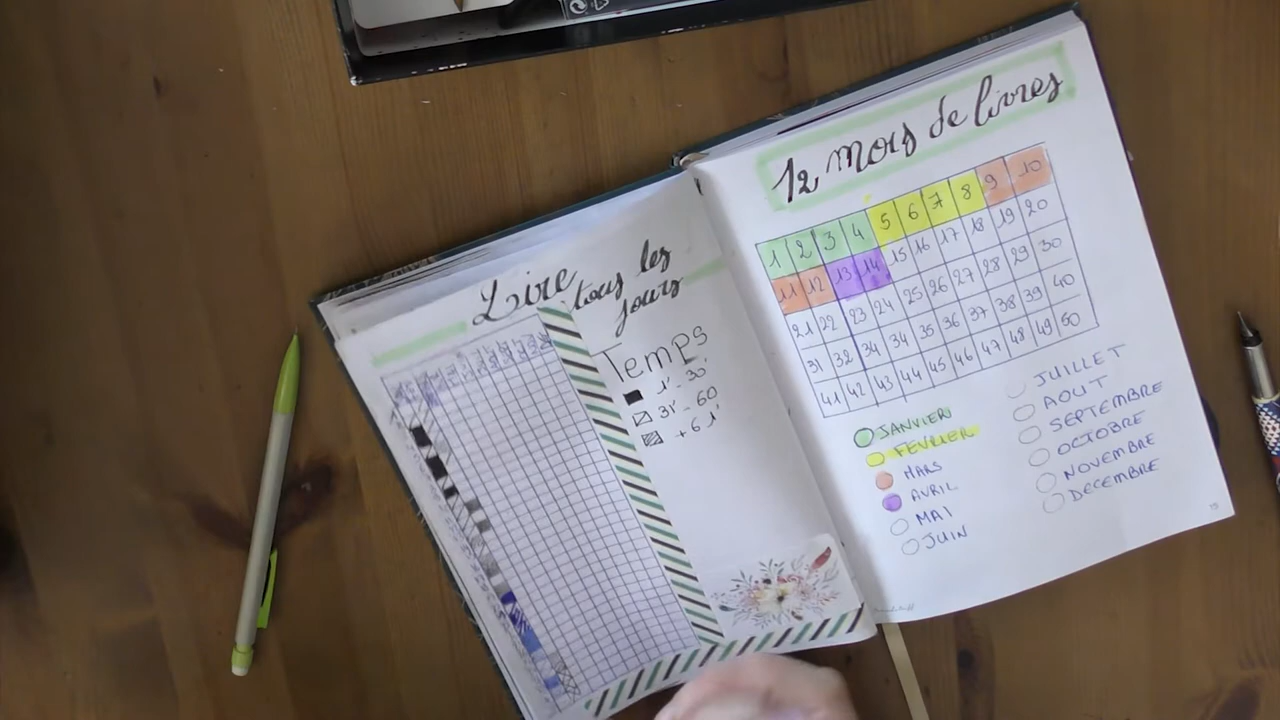 Lire
tous les
jours
Temps
1' - 30'
31' - 60
+ 61'
12 mois de livres
1 2 3 4 5 6 7 8 9 10
11 12 13 14 15 16 17 18 19 20
21 22 23 24 25 26 27 28 29 30
31 32 34 34 35 36 37 38 39 40
41 42 43 44 45 46 47 48 49 50
JANVIER
FEVRIER
MARS
AVRIL
MAI
JUIN
JUILLET
AOUT
SEPTEMBRE
OCTOBRE
NOVEMBRE
DECEMBRE